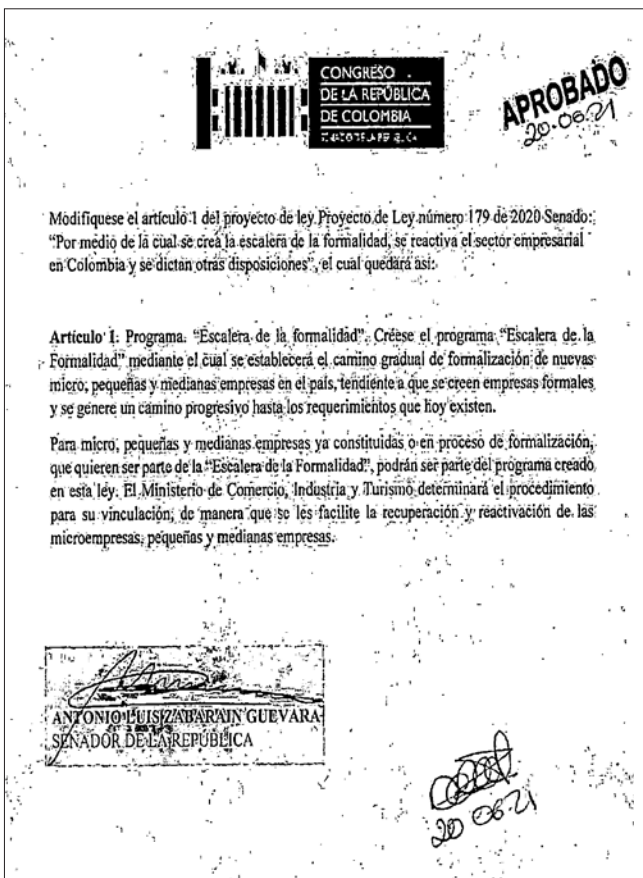 CONGRESO
DE LA REPÚBLICA
DE COLOMBIA
APROBADO
20-06-21
Modifíquese el artículo 1 del proyecto de ley Proyecto de Ley número 179 de 2020 Senado:
"Por medio de la cual se crea la escalera de la formalidad, se reactiva el sector empresarial
en Colombia y se dictan otras disposiciones", el cual quedará así:
Artículo 1: Programa. "Escalera de la formalidad". Créese el programa "Escalera de la
Formalidad" mediante el cual se establecerá el camino gradual de formalización de nuevas
micro, pequeñas y medianas empresas en el país, tendiente a que se creen empresas formales
y se genere un camino progresivo hasta los requerimientos que hoy existen.
Para micro, pequeñas y medianas empresas ya constituidas o en proceso de formalización,
que quieren ser parte de la "Escalera de la Formalidad", podrán ser parte del programa creado
en esta ley. El Ministerio de Comercio, Industria y Turismo determinará el procedimiento
para su vinculación, de manera que se les facilite la recuperación y reactivación de las
microempresas, pequeñas y medianas empresas.
ANTONIO LUIS ZABARAIN GUEVARA
SENADOR DE LA REPÚBLICA
20 06-21